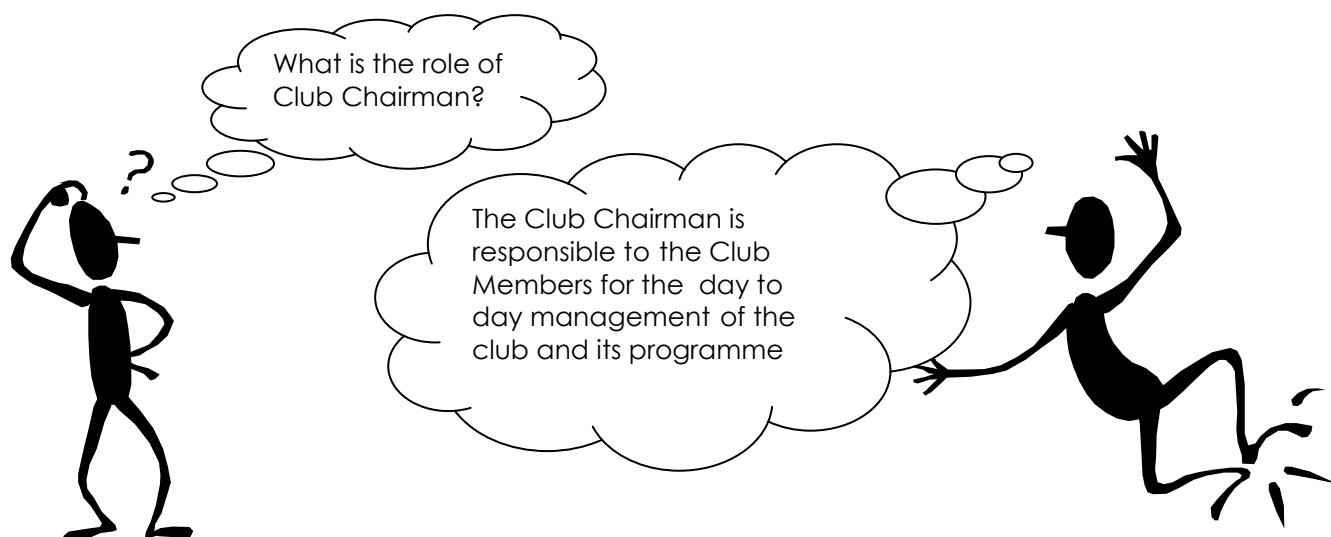 What is the role of
Club Chairman?
?
The Club Chairman is
responsible to the Club
Members for the  day to
day management of the
club and its programme